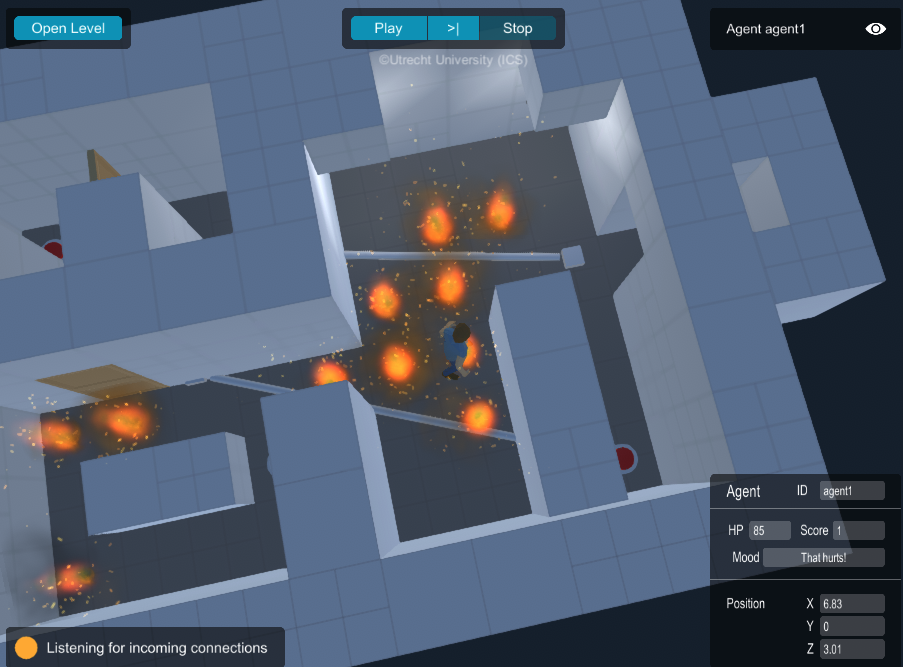 Open Level
Play >| Stop
Agent agent1
©Utrecht University (ICS)
Agent ID agent1
HP 85 Score 1
Mood That hurts!
Position X 6.83
Y 0
Z 3.01
Listening for incoming connections